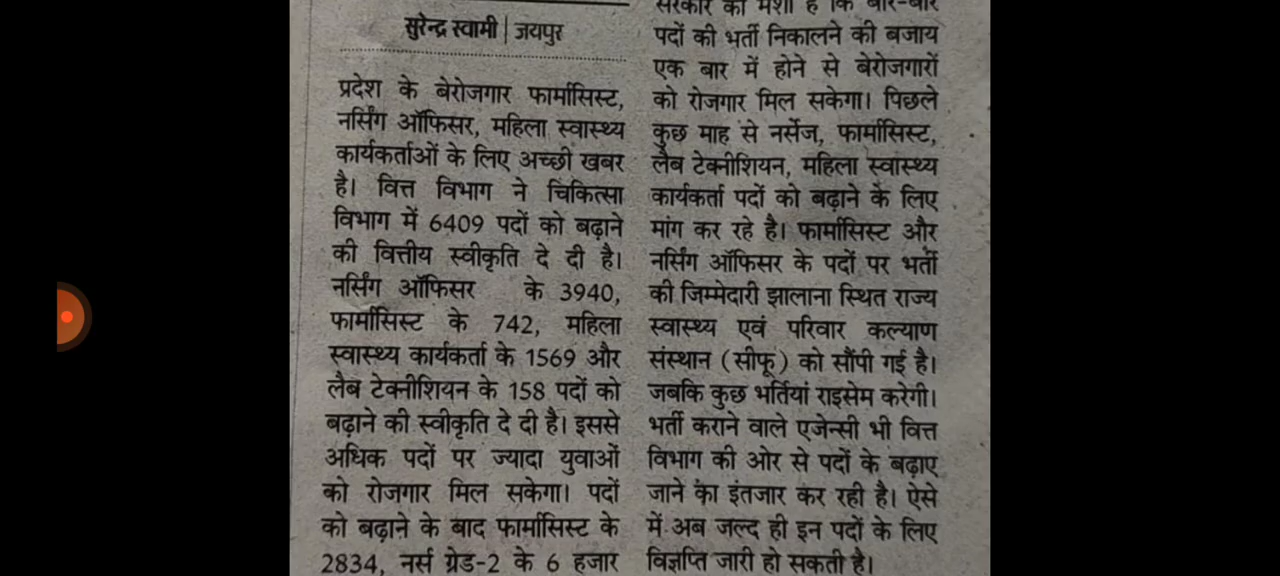 सुरेन्द्र स्वामी | जयपुर
प्रदेश के बेरोजगार फार्मासिस्ट,
नर्सिंग ऑफिसर, महिला स्वास्थ्य
कार्यकर्ताओं के लिए अच्छी खबर
है। वित्त विभाग ने चिकित्सा
विभाग में 6409 पदों को बढ़ाने
की वित्तीय स्वीकृति दे दी है।
नर्सिंग ऑफिसर के 3940,
फार्मासिस्ट के 742, महिला
स्वास्थ्य कार्यकर्ता के 1569 और
लैब टेक्नीशियन के 158 पदों को
बढ़ाने की स्वीकृति दे दी है। इससे
अधिक पदों पर ज्यादा युवाओं
को रोजगार मिल सकेगा। पदों
को बढ़ाने के बाद फार्मासिस्ट के
2834, नर्स ग्रेड-2 के 6 हजार
सरकार की मंशा है कि बार-बार
पदों की भर्ती निकालने की बजाय
एक बार में होने से बेरोजगारों
को रोजगार मिल सकेगा। पिछले
कुछ माह से नर्सेज, फार्मासिस्ट,
लैब टेक्नीशियन, महिला स्वास्थ्य
कार्यकर्ता पदों को बढ़ाने के लिए
मांग कर रहे है। फार्मासिस्ट और
नर्सिंग ऑफिसर के पदों पर भर्ती
की जिम्मेदारी झालाना स्थित राज्य
स्वास्थ्य एवं परिवार कल्याण
संस्थान (सीफू) को सौंपी गई है।
जबकि कुछ भर्तियां राइसेम करेगी।
भर्ती कराने वाले एजेन्सी भी वित्त
विभाग की ओर से पदों के बढ़ाए
जाने का इंतजार कर रही है। ऐसे
में अब जल्द ही इन पदों के लिए
विज्ञप्ति जारी हो सकती है।